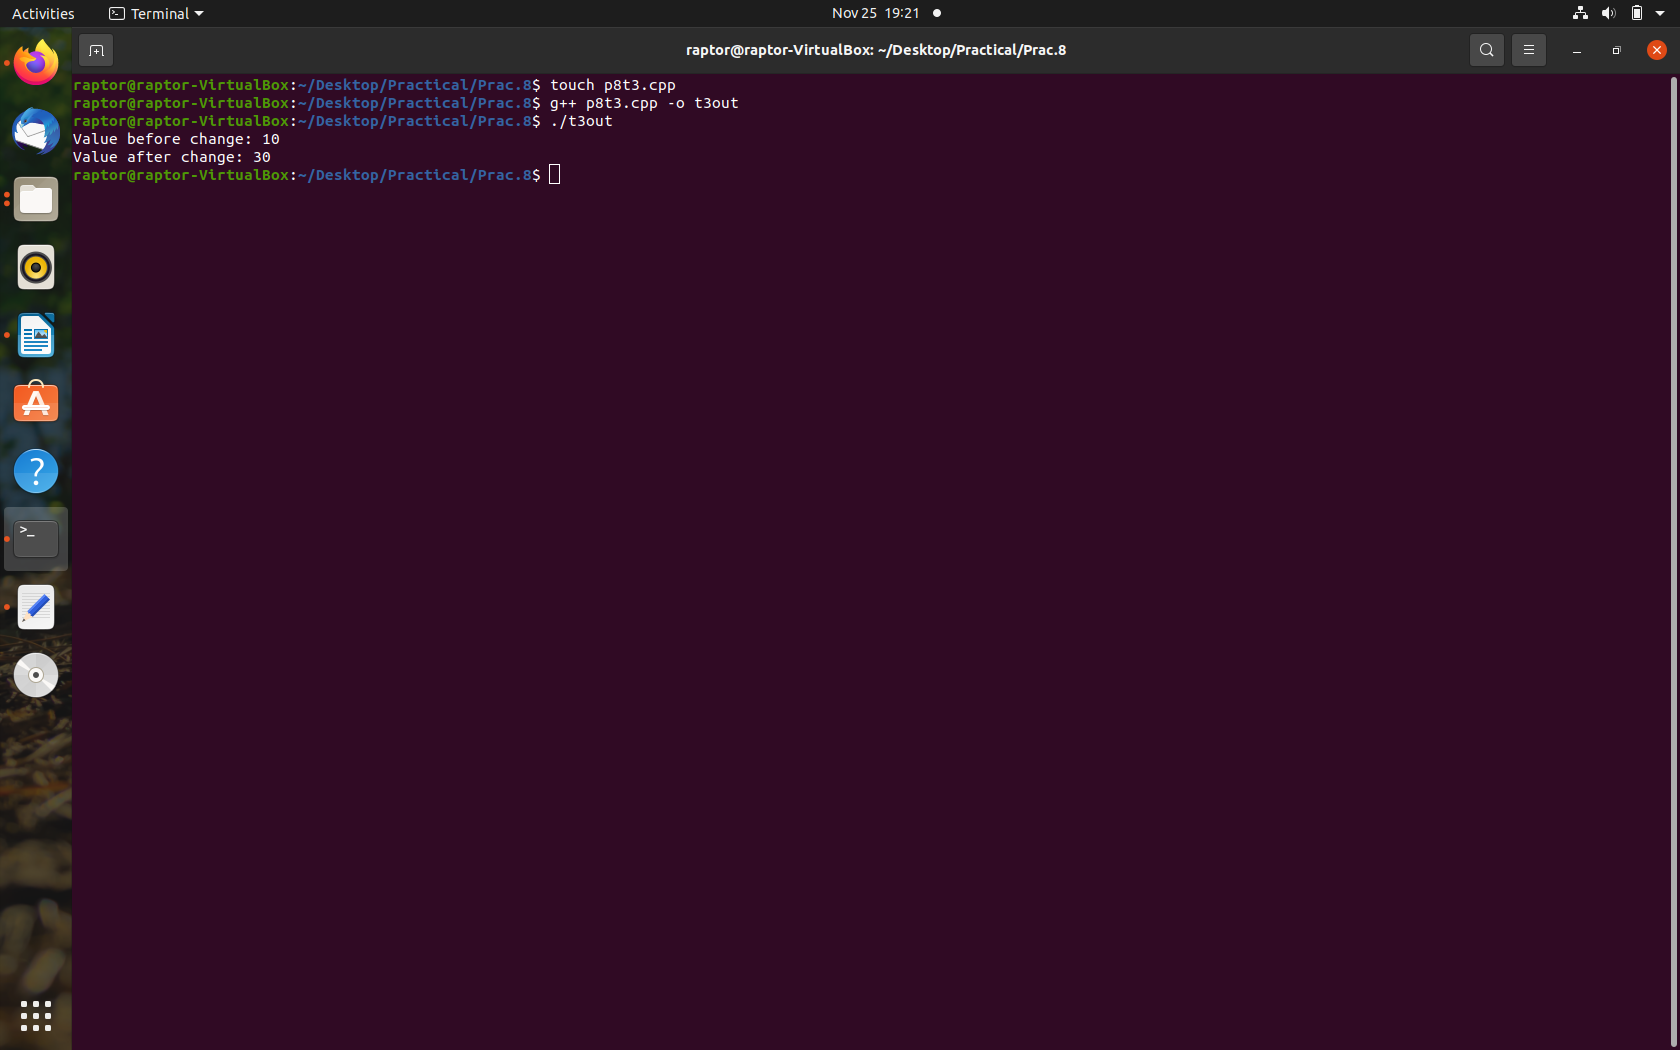 Activities Terminal Nov 25 19:21
raptor@raptor-VirtualBox: ~/Desktop/Practical/Prac.8
raptor@raptor-VirtualBox:~/Desktop/Practical/Prac.8$ touch p8t3.cpp
raptor@raptor-VirtualBox:~/Desktop/Practical/Prac.8$ g++ p8t3.cpp -o t3out
raptor@raptor-VirtualBox:~/Desktop/Practical/Prac.8$ ./t3out
Value before change: 10
Value after change: 30
raptor@raptor-VirtualBox:~/Desktop/Practical/Prac.8$